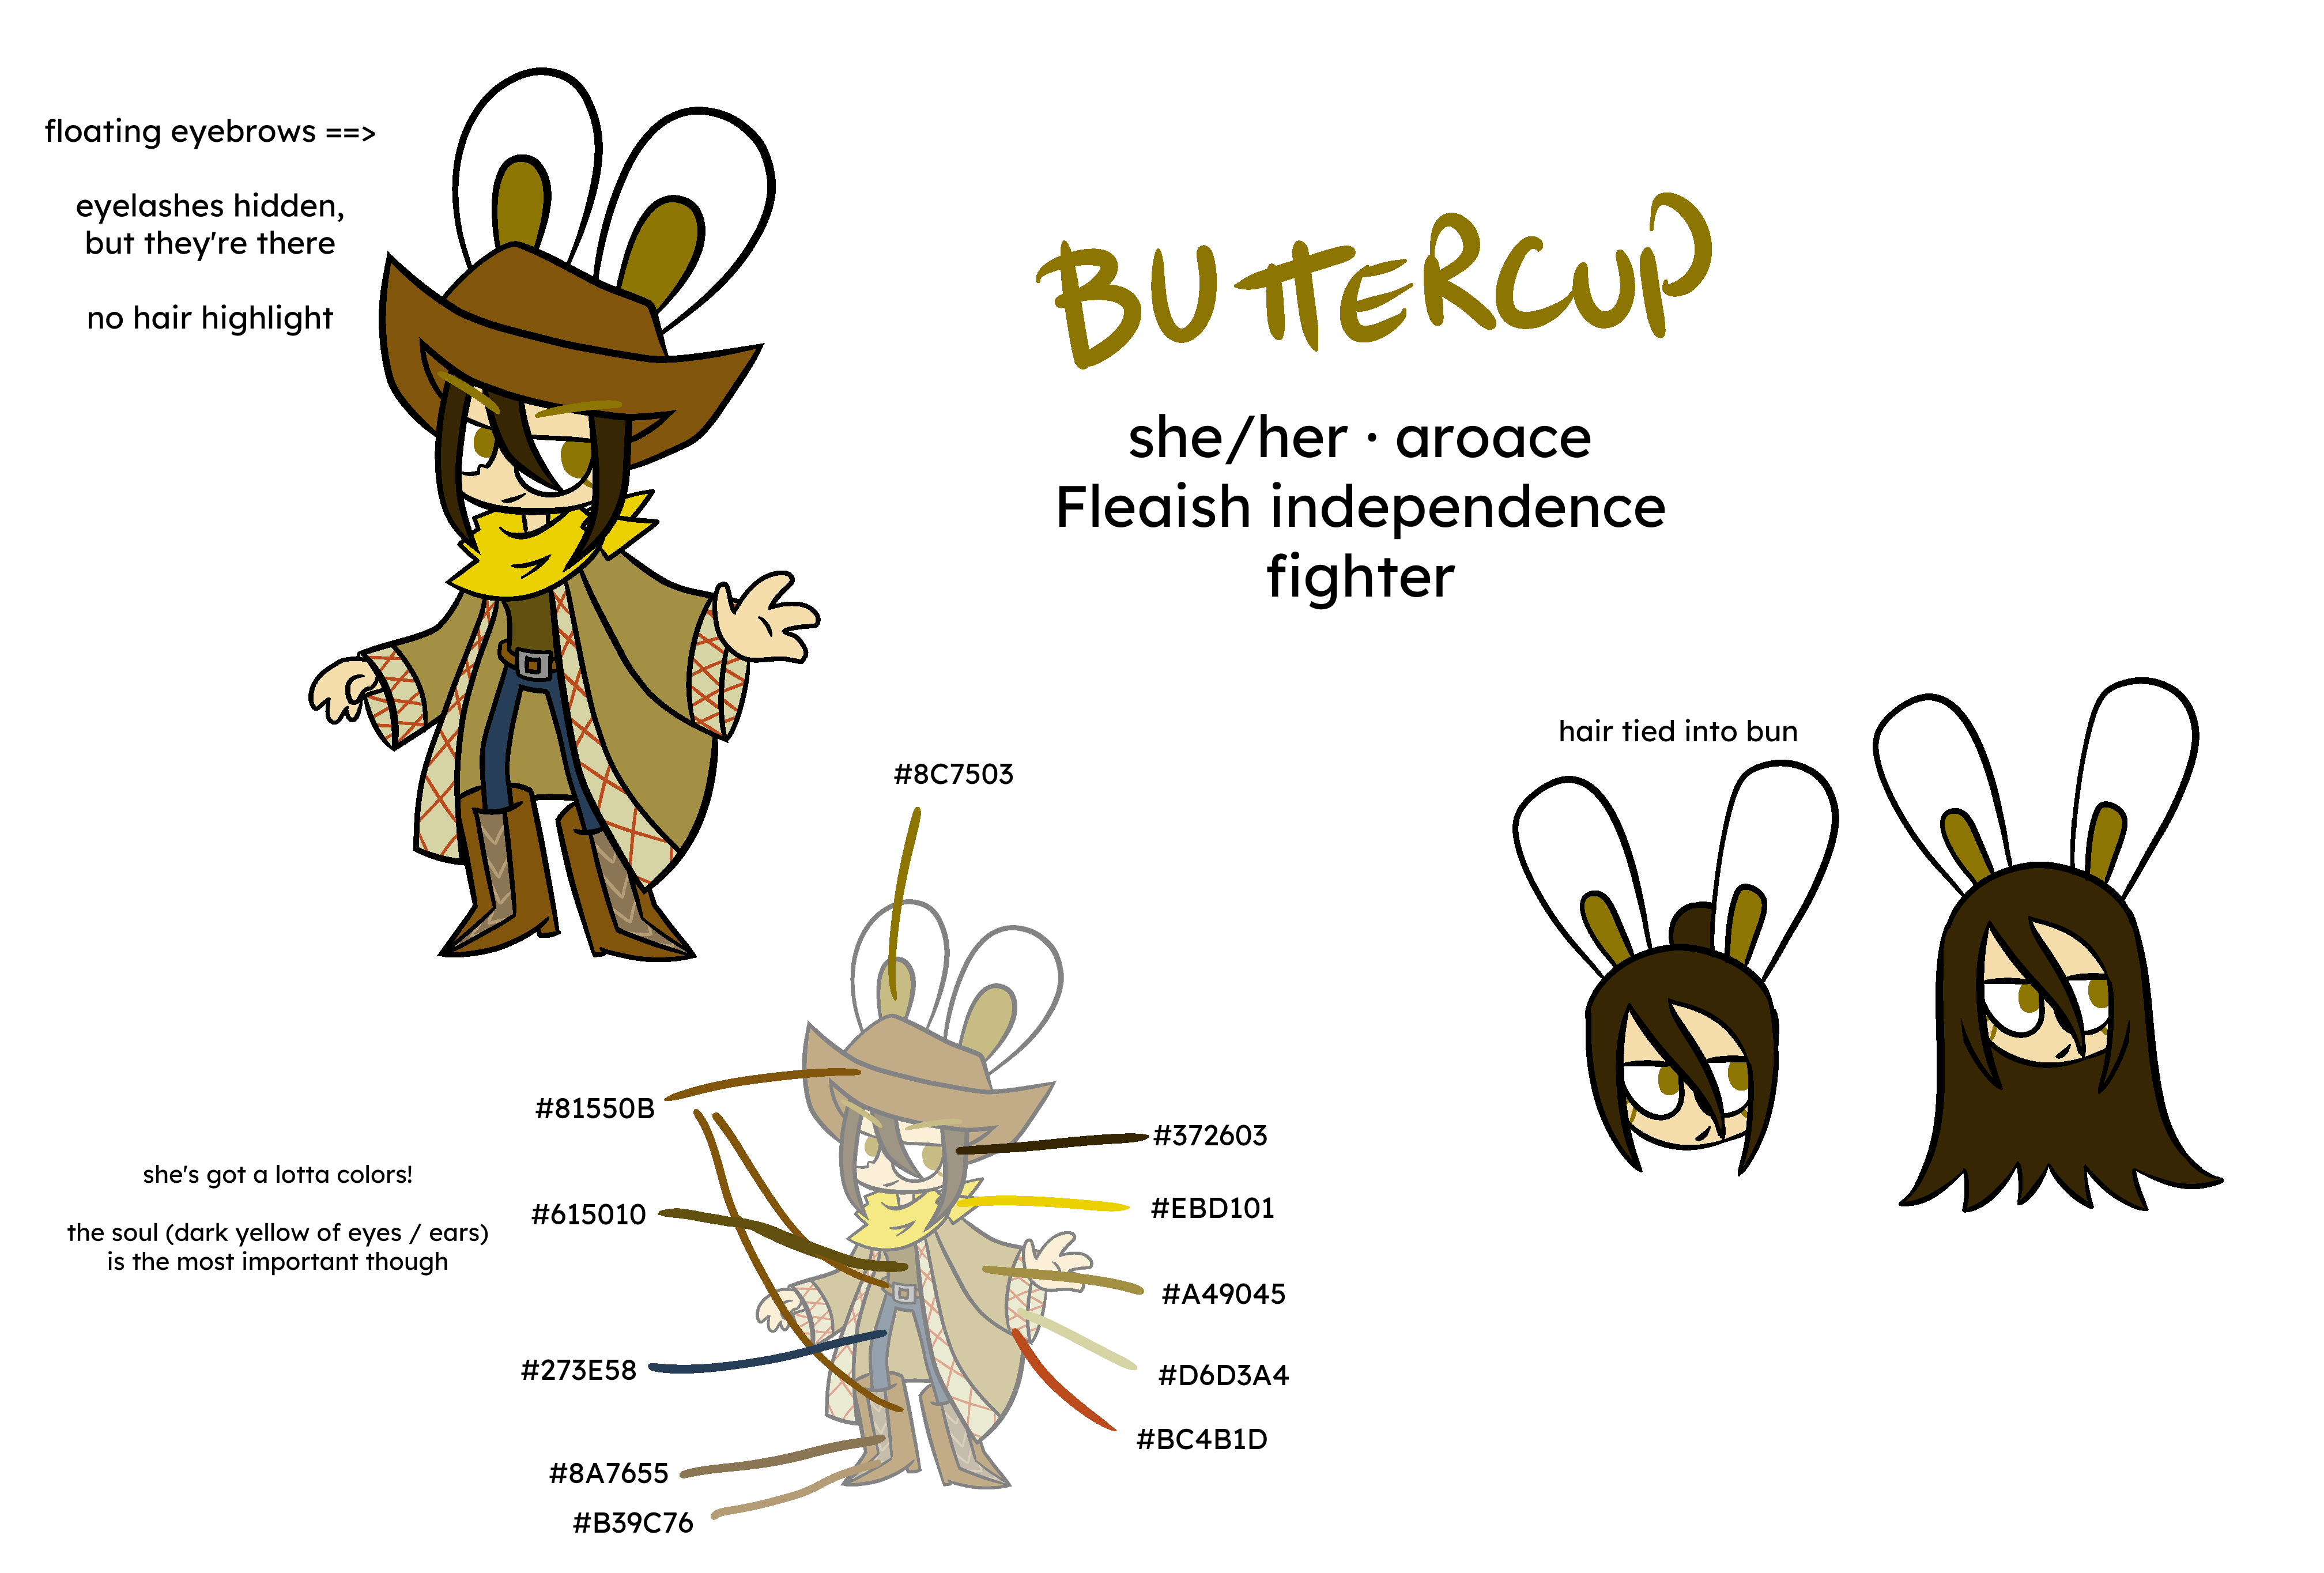 floating eyebrows ==>
eyelashes hidden,
but they're there
no hair highlight
BUTTERCUP
she/her · aroace
Fleaish independence
fighter
hair tied into bun
#8C7503
#81550B
#615010
#273E58
#8A7655
#B39C76
#372603
#EBD101
#A49045
#D6D3A4
#BC4B1D
she's got a lotta colors!
the soul (dark yellow of eyes / ears)
is the most important though